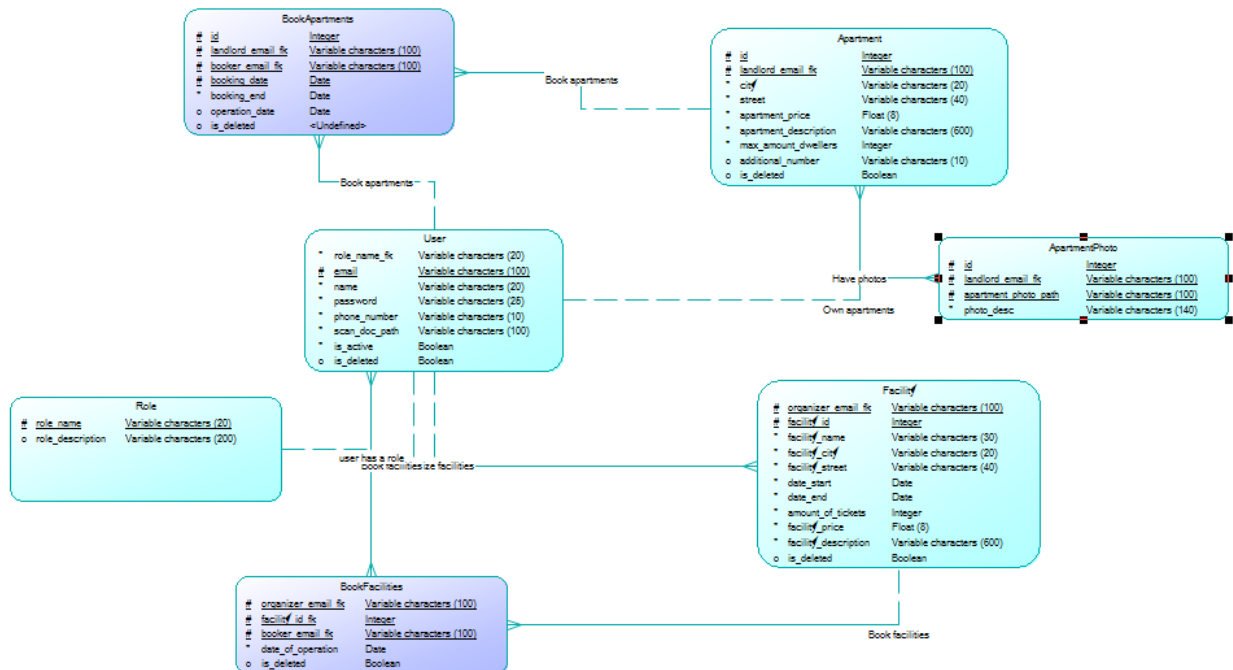 BookApartments
# id Integer
# landlord_email_fk Variable characters (100)
# booker_email_fk Variable characters (100)
# booking_date Date
* booking_end Date
o operation_date Date
o is_deleted <Undefined>
Apartment
# id Integer
# landlord_email_fk Variable characters (100)
* city Variable characters (20)
* street Variable characters (40)
* apartment_price Float (8)
* apartment_description Variable characters (600)
* max_amount_dwellers Integer
o additional_number Variable characters (10)
o is_deleted Boolean
Book apartments
Book apartments
User
* role_name_fk Variable characters (20)
# email Variable characters (100)
* name Variable characters (20)
* password Variable characters (25)
* phone_number Variable characters (10)
* scan_doc_path Variable characters (100)
* is_active Boolean
o is_deleted Boolean
ApartmentPhoto
# id Integer
# landlord_email_fk Variable characters (100)
# apartment_photo_path Variable characters (100)
* photo_desc Variable characters (140)
Have photos
Own apartments
Role
# role_name Variable characters (20)
o role_description Variable characters (200)
user has a role
Book facilities ize facilities
Facility
# organizer_email_fk Variable characters (100)
# facility_id Integer
* facility_name Variable characters (30)
* facility_city Variable characters (20)
* facility_street Variable characters (40)
* date_start Date
* date_end Date
* amount_of_tickets Integer
* facility_price Float (8)
* facility_description Variable characters (600)
o is_deleted Boolean
BookFacilities
# organizer_email_fk Variable characters (100)
# facility_id_fk Integer
# booker_email_fk Variable characters (100)
* date_of_operation Date
o is_deleted Boolean
Book facilities